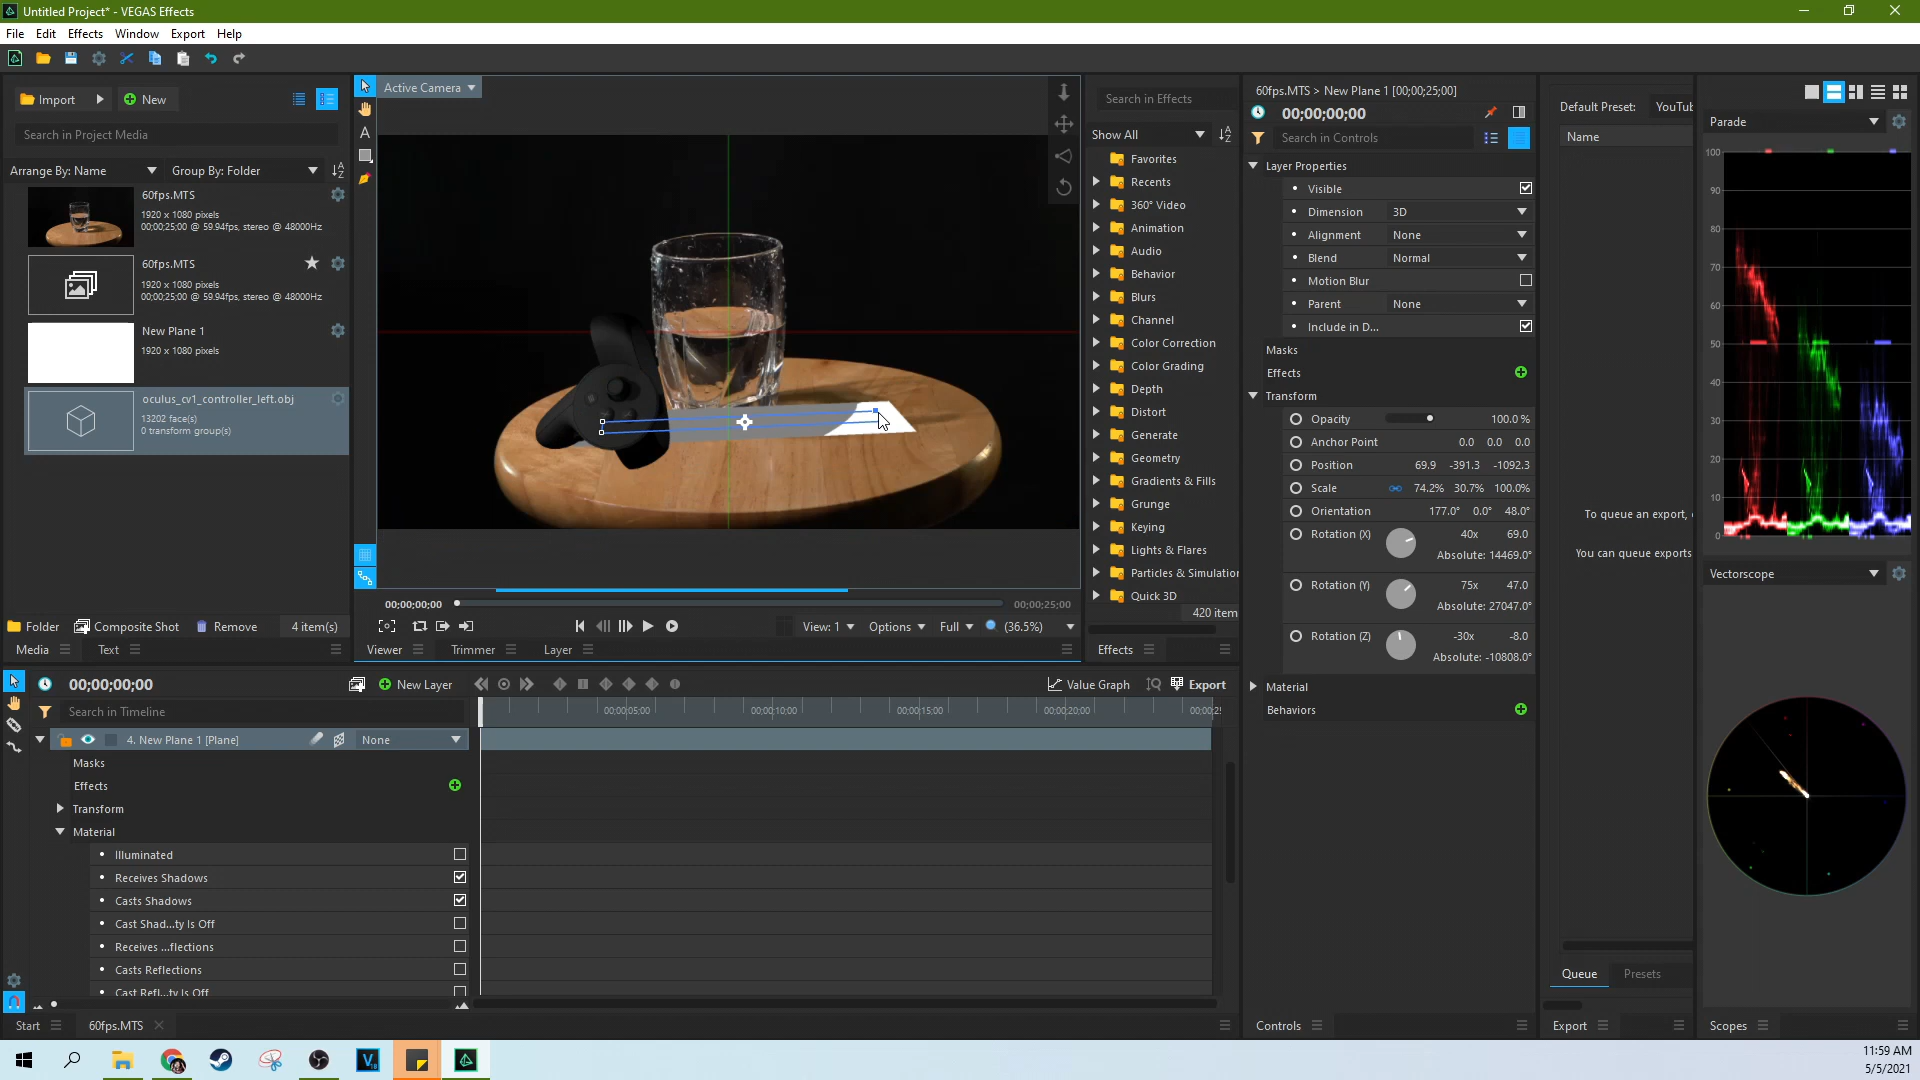 Untitled Project* - VEGAS Effects
File Edit Effects Window Export Help
Import New
Search in Project Media
Arrange By: Name Group By: Folder
60fps.MTS
1920 x 1080 pixels
00;00;25;00 @ 59.94fps, stereo @ 48000Hz
60fps.MTS
1920 x 1080 pixels
00;00;25;00 @ 59.94fps, stereo @ 48000Hz
New Plane 1
1920 x 1080 pixels
oculus_cv1_controller_left.obj
13202 face(s)
0 transform group(s)
Folder Composite Shot Remove 4 item(s)
Media Text
Active Camera
A
00;00;00;00 00;00;25;00
View: 1 Options Full (36.5%)
Viewer Trimmer Layer
Search in Effects
Show All
Favorites
Recents
360° Video
Animation
Audio
Behavior
Blurs
Channel
Color Correction
Color Grading
Depth
Distort
Generate
Geometry
Gradients & Fills
Grunge
Keying
Lights & Flares
Particles & Simulation
Quick 3D
420 item
Effects
60fps.MTS > New Plane 1 [00;00;25;00]
00;00;00;00
Search in Controls
Layer Properties
Visible
Dimension 3D
Alignment None
Blend Normal
Motion Blur
Parent None
Include in D...
Masks
Effects
Transform
Opacity 100.0 %
Anchor Point 0.0 0.0 0.0
Position 69.9 -391.3 -1092.3
Scale 74.2% 30.7% 100.0%
Orientation 177.0° 0.0° 48.0°
Rotation (X) 40x 69.0
Absolute: 14469.0°
Rotation (Y) 75x 47.0
Absolute: 27047.0°
Rotation (Z) -30x -8.0
Absolute: -10808.0°
Material
Behaviors
Controls
Default Preset: YouTub
Name
To queue an export,
You can queue exports
Queue Presets
Export
Parade
100
90
80
70
60
50
40
30
20
10
0
Vectorscope
Scopes
00;00;00;00 New Layer Value Graph Export
Search in Timeline
00;00;05;00 00;00;10;00 00;00;15;00 00;00;20;00 00;00;2
4. New Plane 1 [Plane] None
Masks
Effects
Transform
Material
Illuminated
Receives Shadows
Casts Shadows
Cast Shad...ty Is Off
Receives ...flections
Casts Reflections
Cast Refl...ty Is Off
Start 60fps.MTS
11:59 AM
5/5/2021